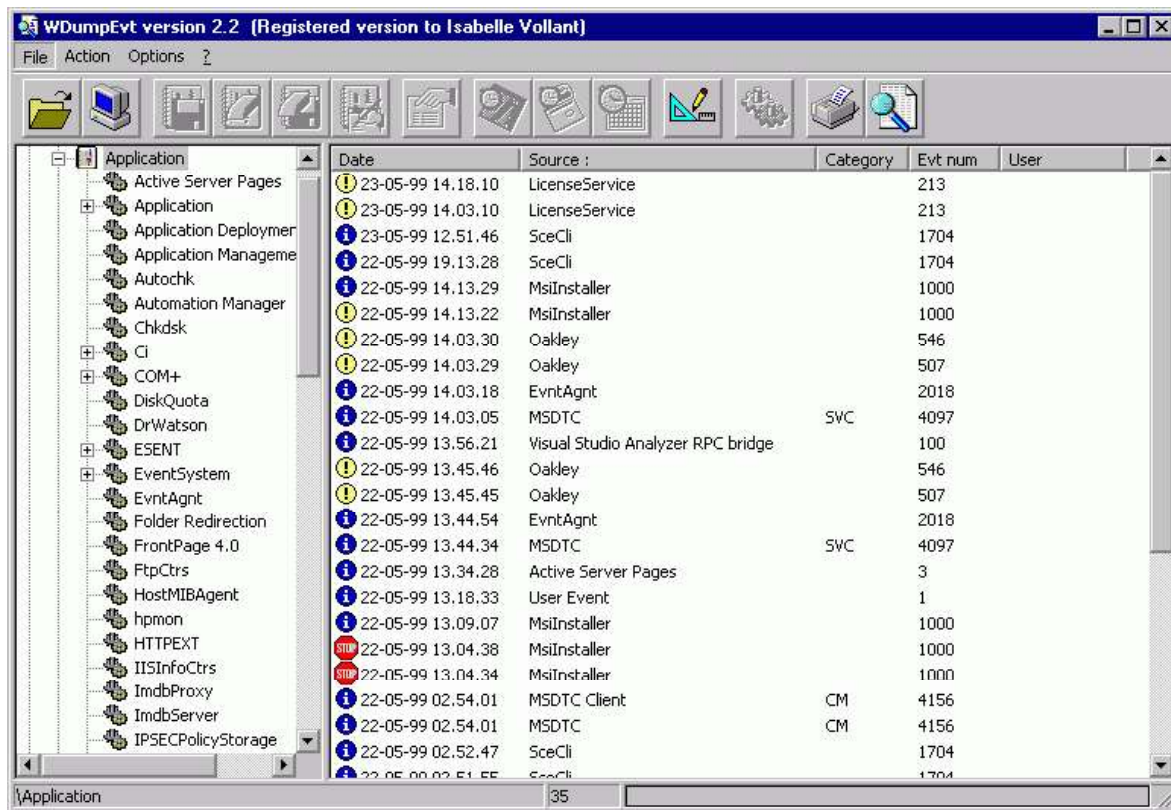 WDumpEvt version 2.2 (Registered version to Isabelle Vollant)
File Action Options ?
Application
Active Server Pages
Application
Application Deploymer
Application Manageme
Autochk
Automation Manager
Chkdsk
Ci
COM+
DiskQuota
DrWatson
ESENT
EventSystem
EvntAgnt
Folder Redirection
FrontPage 4.0
FtpCtrs
HostMIBAgent
hpmon
HTTPEXT
IISInfoCtrs
ImdbProxy
ImdbServer
IPSECPolicyStorage
Date Source : Category Evt num User
23-05-99 14.18.10 LicenseService 213
23-05-99 14.03.10 LicenseService 213
23-05-99 12.51.46 SceCli 1704
22-05-99 19.13.28 SceCli 1704
22-05-99 14.13.29 MsiInstaller 1000
22-05-99 14.13.22 MsiInstaller 1000
22-05-99 14.03.30 Oakley 546
22-05-99 14.03.29 Oakley 507
22-05-99 14.03.18 EvntAgnt 2018
22-05-99 14.03.05 MSDTC SVC 4097
22-05-99 13.56.21 Visual Studio Analyzer RPC bridge 100
22-05-99 13.45.46 Oakley 546
22-05-99 13.45.45 Oakley 507
22-05-99 13.44.54 EvntAgnt 2018
22-05-99 13.44.34 MSDTC SVC 4097
22-05-99 13.34.28 Active Server Pages 3
22-05-99 13.18.33 User Event 1
22-05-99 13.09.07 MsiInstaller 1000
STOP 22-05-99 13.04.38 MsiInstaller 1000
STOP 22-05-99 13.04.34 MsiInstaller 1000
22-05-99 02.54.01 MSDTC Client CM 4156
22-05-99 02.54.01 MSDTC CM 4156
22-05-99 02.52.47 SceCli 1704
22-05-99 02.51.55 SceCli 1704
\Application 35